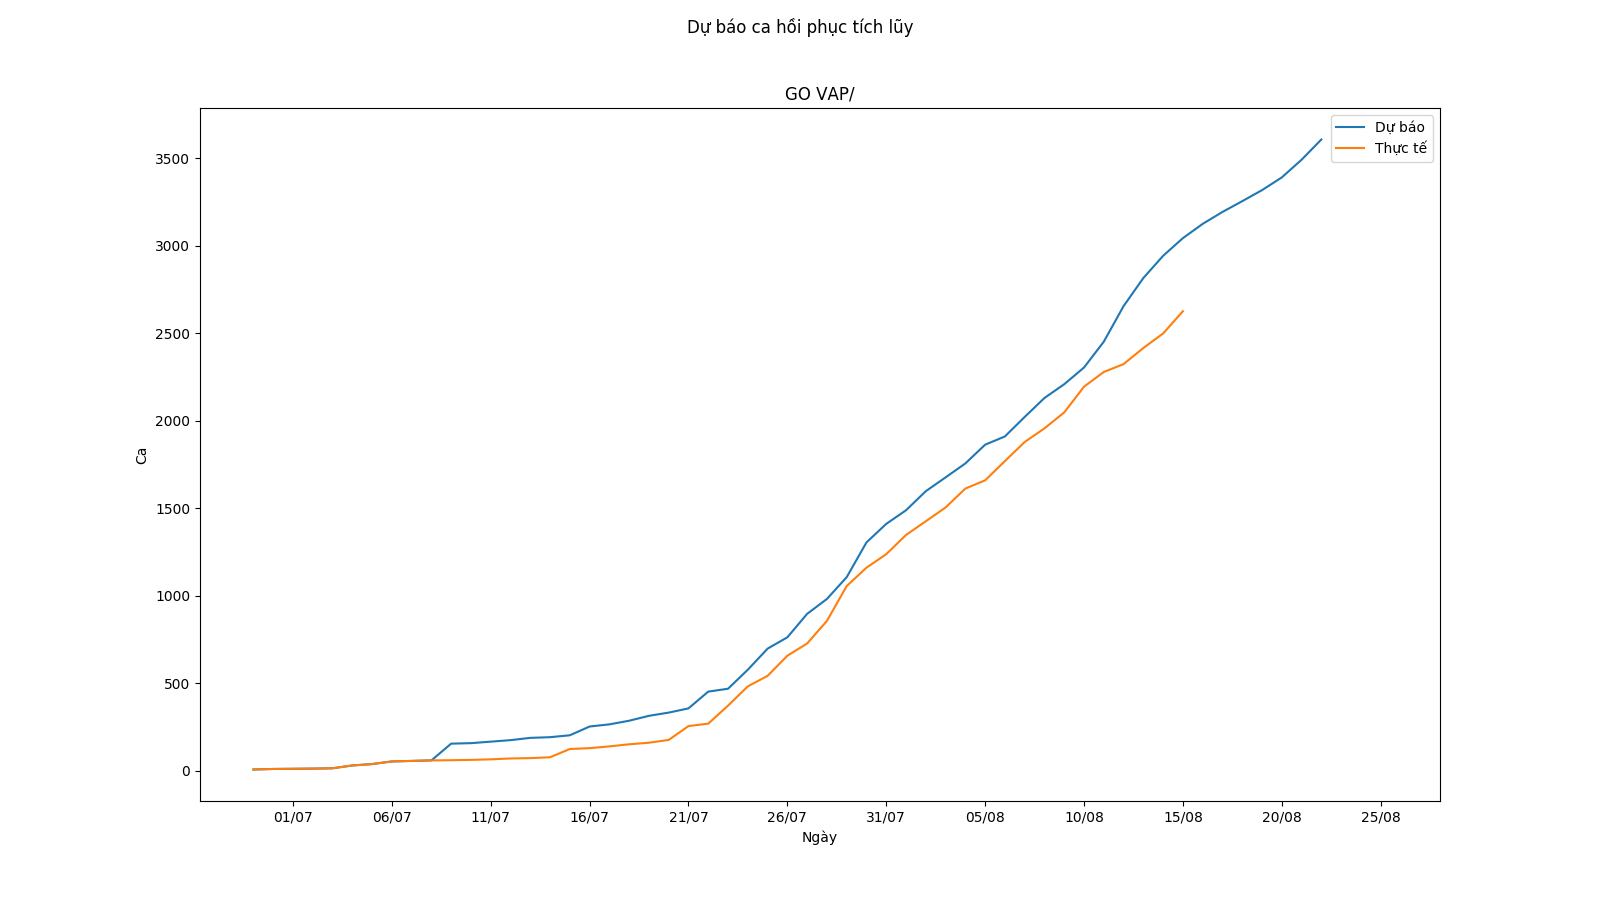 Dự báo ca hồi phục tích lũy
GO VAP/
Dự báo
Thực tế
3500
3000
2500
2000
1500
1000
500
0
Ca
01/07 06/07 11/07 16/07 21/07 26/07 31/07 05/08 10/08 15/08 20/08 25/08
Ngày